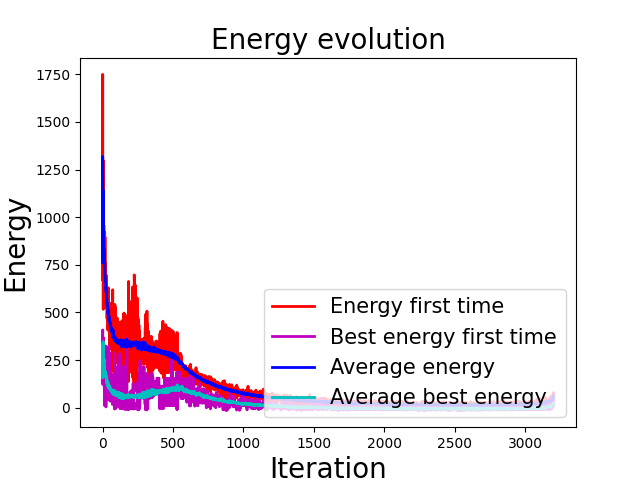 Energy evolution
Energy
1750
1500
1250
1000
750
500
250
0
Energy first time
Best energy first time
Average energy
Average best energy
0 500 1000 1500 2000 2500 3000
Iteration